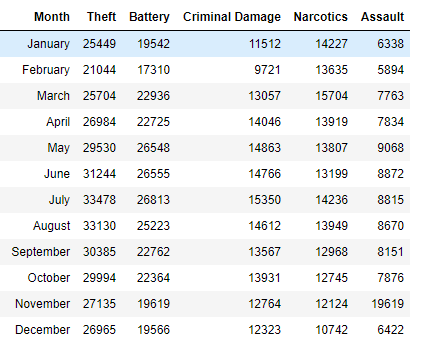 Month Theft Battery Criminal Damage Narcotics Assault
January 25449 19542 11512 14227 6338
February 21044 17310 9721 13635 5894
March 25704 22936 13057 15704 7763
April 26984 22725 14046 13919 7834
May 29530 26548 14863 13807 9068
June 31244 26555 14766 13199 8872
July 33478 26813 15350 14236 8815
August 33130 25223 14612 13949 8670
September 30385 22762 13567 12968 8151
October 29994 22364 13931 12745 7876
November 27135 19619 12764 12124 19619
December 26965 19566 12323 10742 6422